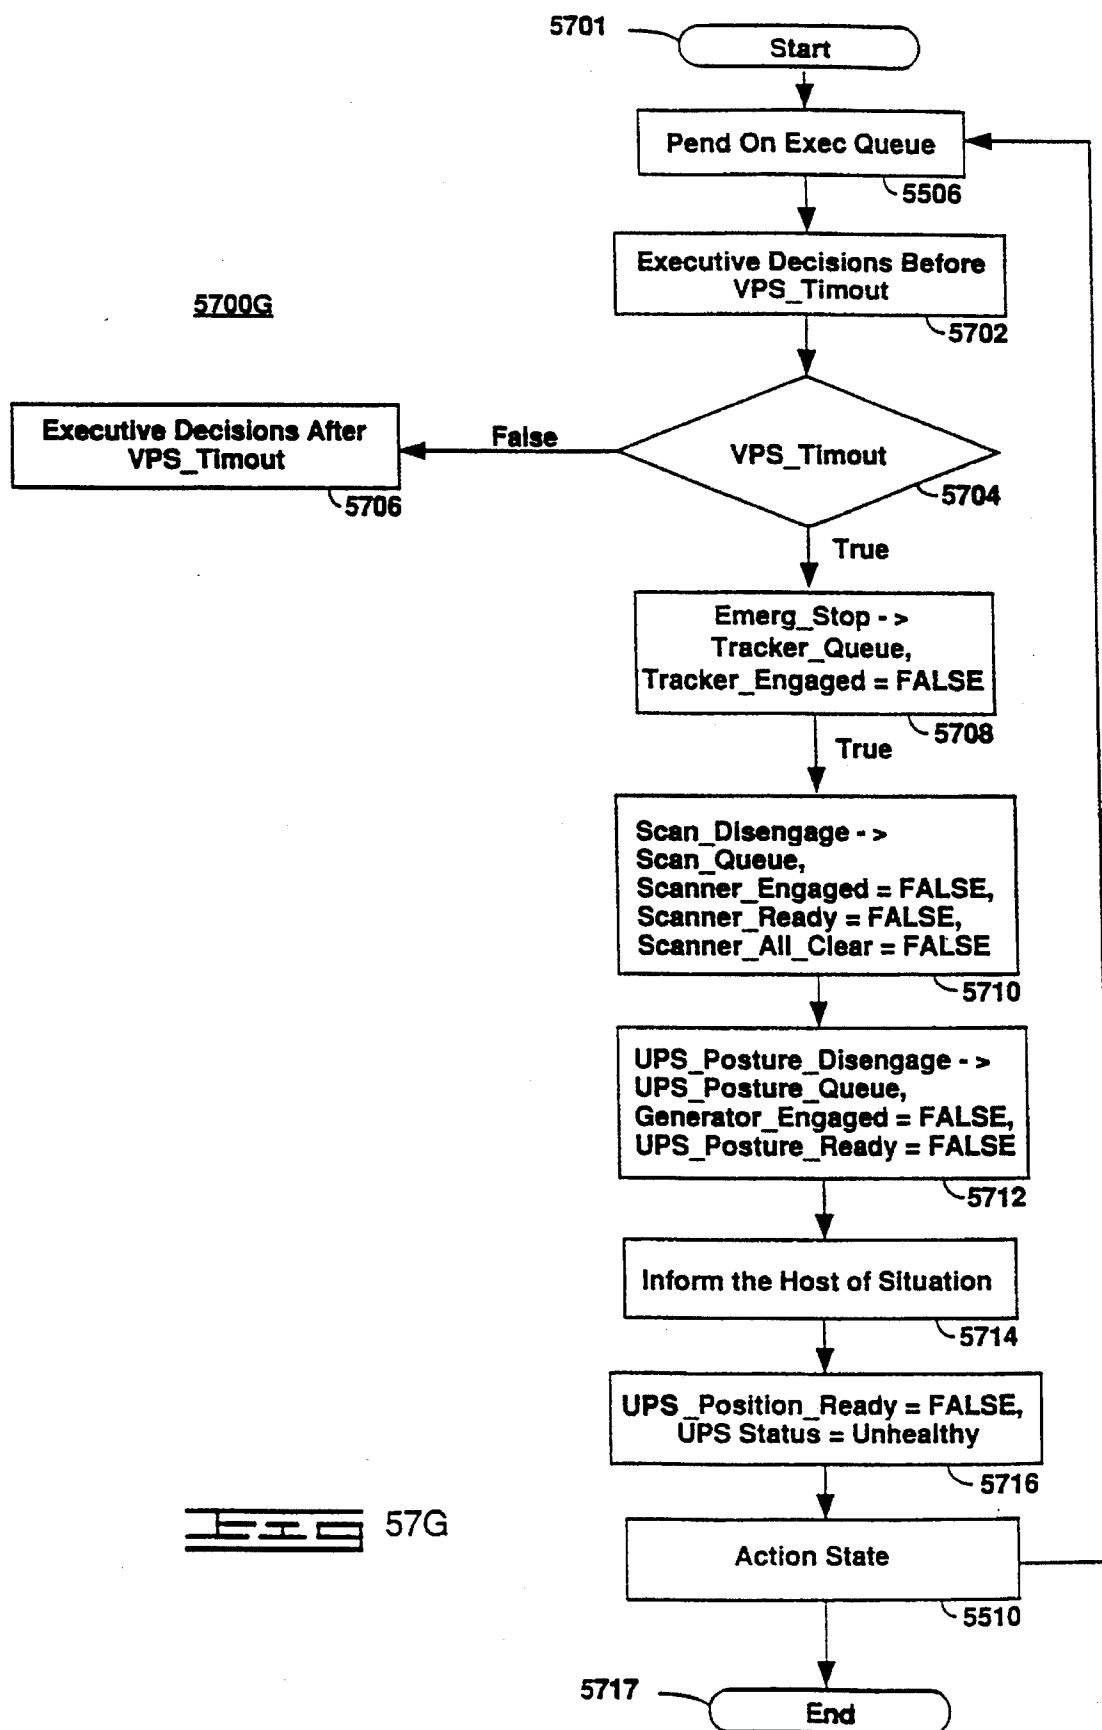 5701
Start
Pend On Exec Queue
5506
Executive Decisions Before
VPS_Timout
5702
5700G
Executive Decisions After
VPS_Timout
5706
False
VPS_Timout
5704
True
Emerg_Stop - >
Tracker_Queue,
Tracker_Engaged = FALSE
5708
True
Scan_Disengage - >
Scan_Queue,
Scanner_Engaged = FALSE,
Scanner_Ready = FALSE,
Scanner_All_Clear = FALSE
5710
UPS_Posture_Disengage - >
UPS_Posture_Queue,
Generator_Engaged = FALSE,
UPS_Posture_Ready = FALSE
5712
Inform the Host of Situation
5714
UPS _Position_Ready = FALSE,
UPS Status = Unhealthy
5716
57G
Action State
5510
5717
End